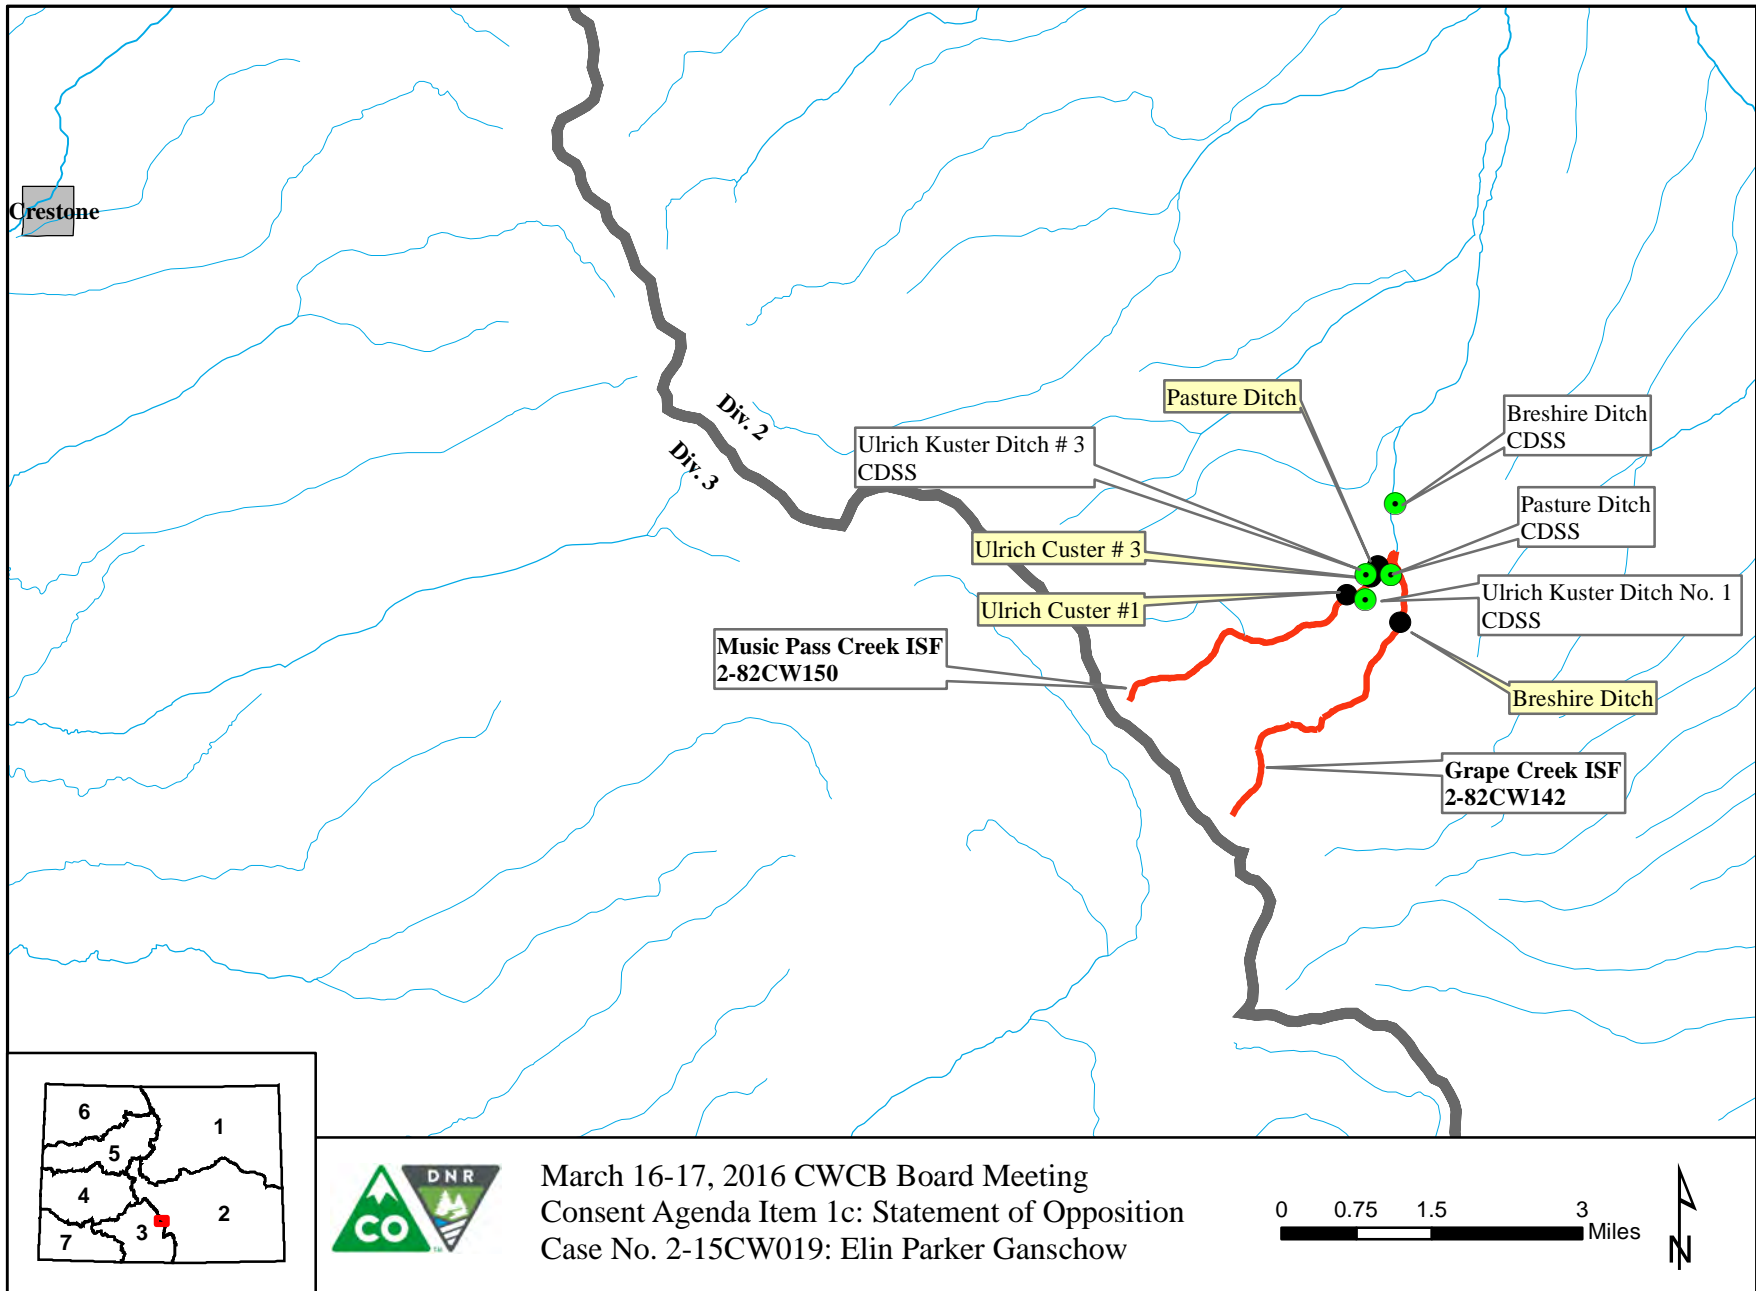 Crestone
Div. 2
Div. 3
Pasture Ditch
Breshire Ditch
CDSS
Ulrich Kuster Ditch # 3
CDSS
Pasture Ditch
CDSS
Ulrich Custer # 3
Ulrich Kuster Ditch No. 1
CDSS
Ulrich Custer #1
Music Pass Creek ISF
2-82CW150
Breshire Ditch
Grape Creek ISF
2-82CW142
6
1
5
4
2
3
7
CO
DNR
March 16-17, 2016 CWCB Board Meeting
Consent Agenda Item 1c: Statement of Opposition
Case No. 2-15CW019: Elin Parker Ganschow
0 0.75 1.5 3
Miles
N